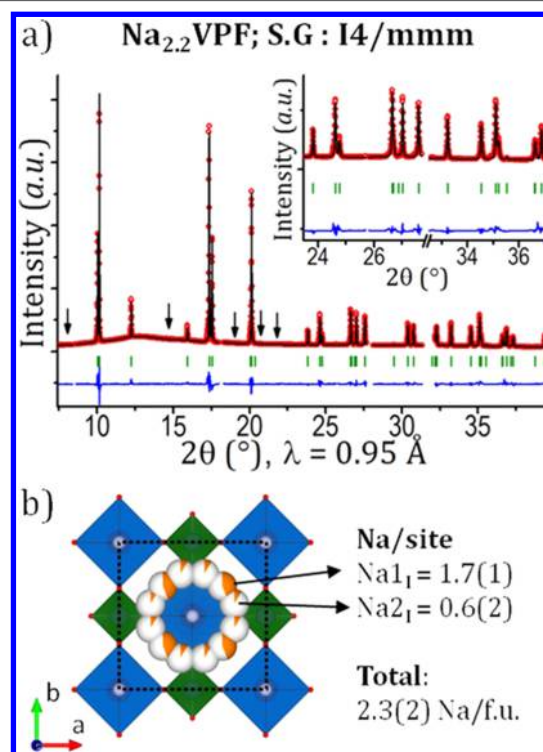 a) Na₂.₂VPF; S.G : I4/mmm
Intensity (a.u.)
Intensity (a.u.)
24 26 28 34 36
2θ (°)
10 15 20 25 30 35
2θ (°), λ = 0.95 Å
b)
Na/site
Na1ᵢ = 1.7(1)
Na2ᵢ = 0.6(2)
Total:
2.3(2) Na/f.u.
b
a